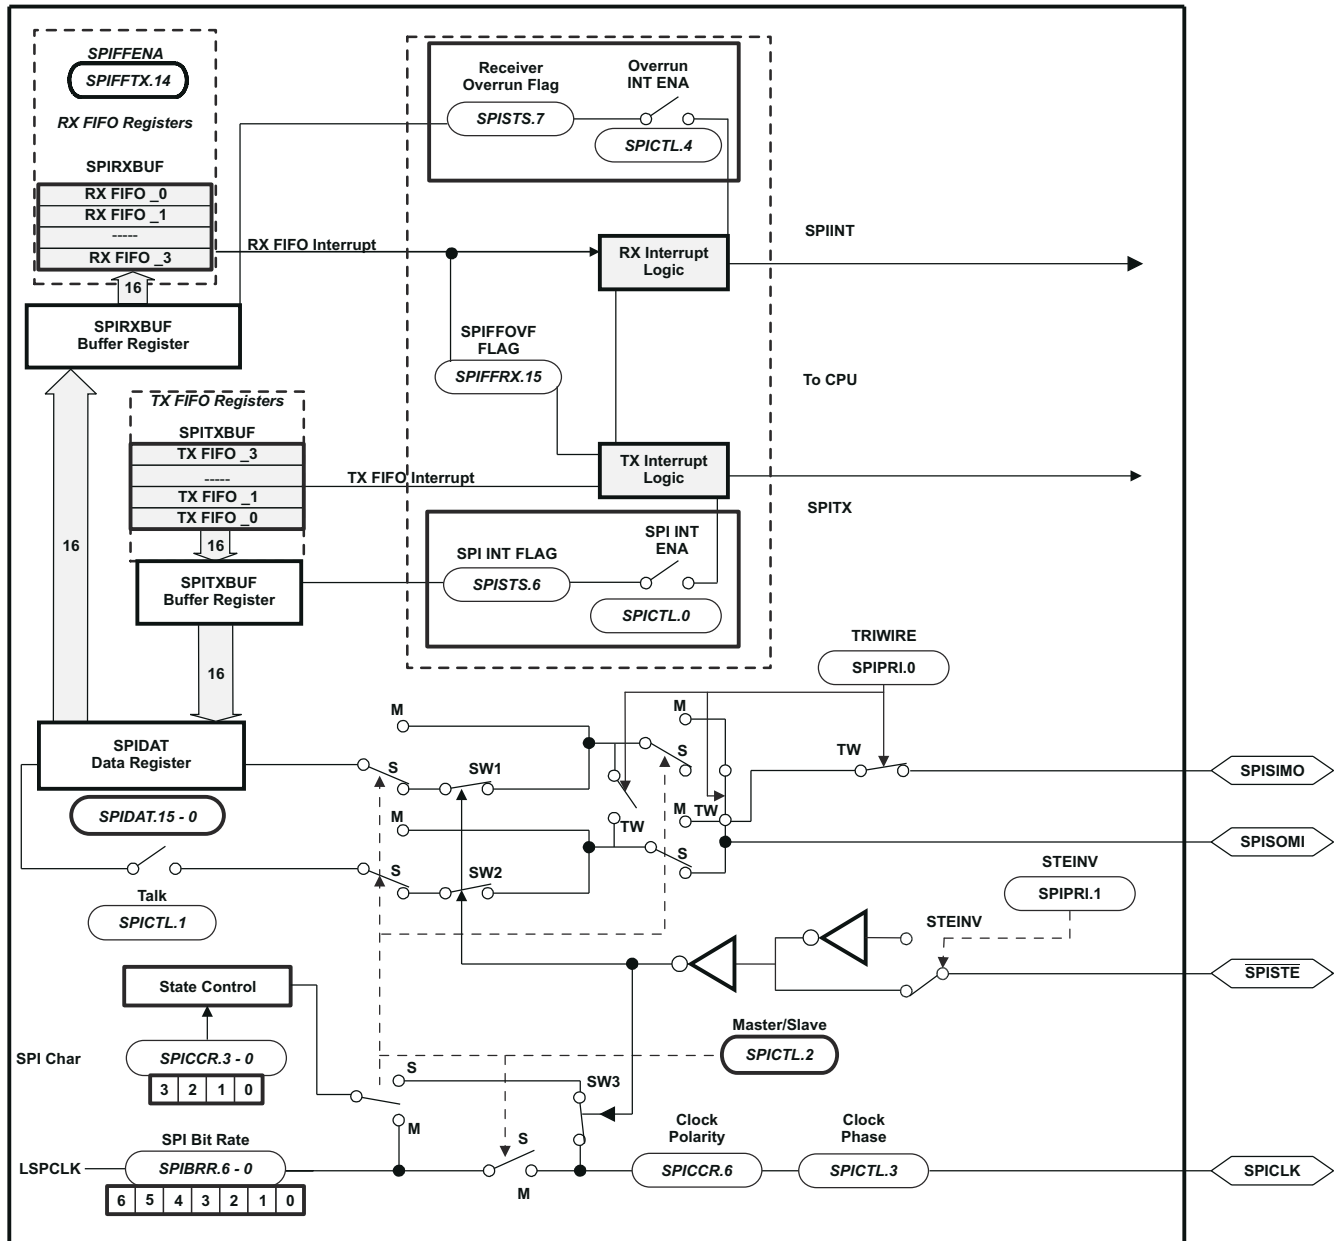 SPIFFENA
SPIFFTX.14
RX FIFO Registers
SPIRXBUF
RX FIFO _0
RX FIFO _1
-----
RX FIFO _3
16
SPIRXBUF
Buffer Register
Receiver
Overrun Flag
SPISTS.7
Overrun
INT ENA
SPICTL.4
RX FIFO Interrupt
RX Interrupt
Logic
SPIINT
SPIFFOVF
FLAG
SPIFFRX.15
To CPU
TX FIFO Registers
SPITXBUF
TX FIFO _3
-----
TX FIFO _1
TX FIFO _0
16
16
TX FIFO Interrupt
TX Interrupt
Logic
SPITX
SPITXBUF
Buffer Register
SPI INT FLAG
SPISTS.6
SPI INT
ENA
SPICTL.0
16
TRIWIRE
SPIPRI.0
SPIDAT
Data Register
SPIDAT.15 - 0
M
S
SW1
M
S
TW
SPISIMO
M
TW
TW
M
S
SW2
S
SPISOMI
Talk
SPICTL.1
STEINV
SPIPRI.1
STEINV
SPISTE
State Control
Master/Slave
SPICTL.2
SPI Char
SPICCR.3 - 0
3 2 1 0
S
M
SW3
SPI Bit Rate
LSPCLK
SPIBRR.6 - 0
6 5 4 3 2 1 0
S
M
Clock
Polarity
SPICCR.6
Clock
Phase
SPICTL.3
SPICLK